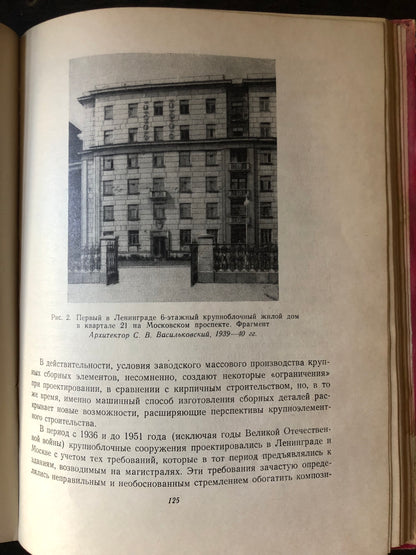 Рис. 2. Первый в Ленинграде 6-этажный крупноблочный жилой дом
в квартале 21 на Московском проспекте. Фрагмент
Архитектор С. В. Васильковский, 1939—40 гг.
В действительности, условия заводского массового производства круп-
ных сборных элементов, несомненно, создают некоторые «ограничения»
при проектировании, в сравнении с кирпичным строительством, но, в то
же время, именно машинный способ изготовления сборных деталей рас-
крывает новые возможности, расширяющие перспективы крупноэлемент-
ного строительства.
В период с 1936 и до 1951 года (исключая годы Великой Отечествен-
ной войны) крупноблочные сооружения проектировались в Ленинграде и
Москве с учетом тех требований, которые в тот период предъявлялись к
зданиям, возводимым на магистралях. Эти требования зачастую опреде-
лялись неправильным и необоснованным стремлением обогатить компози-
125